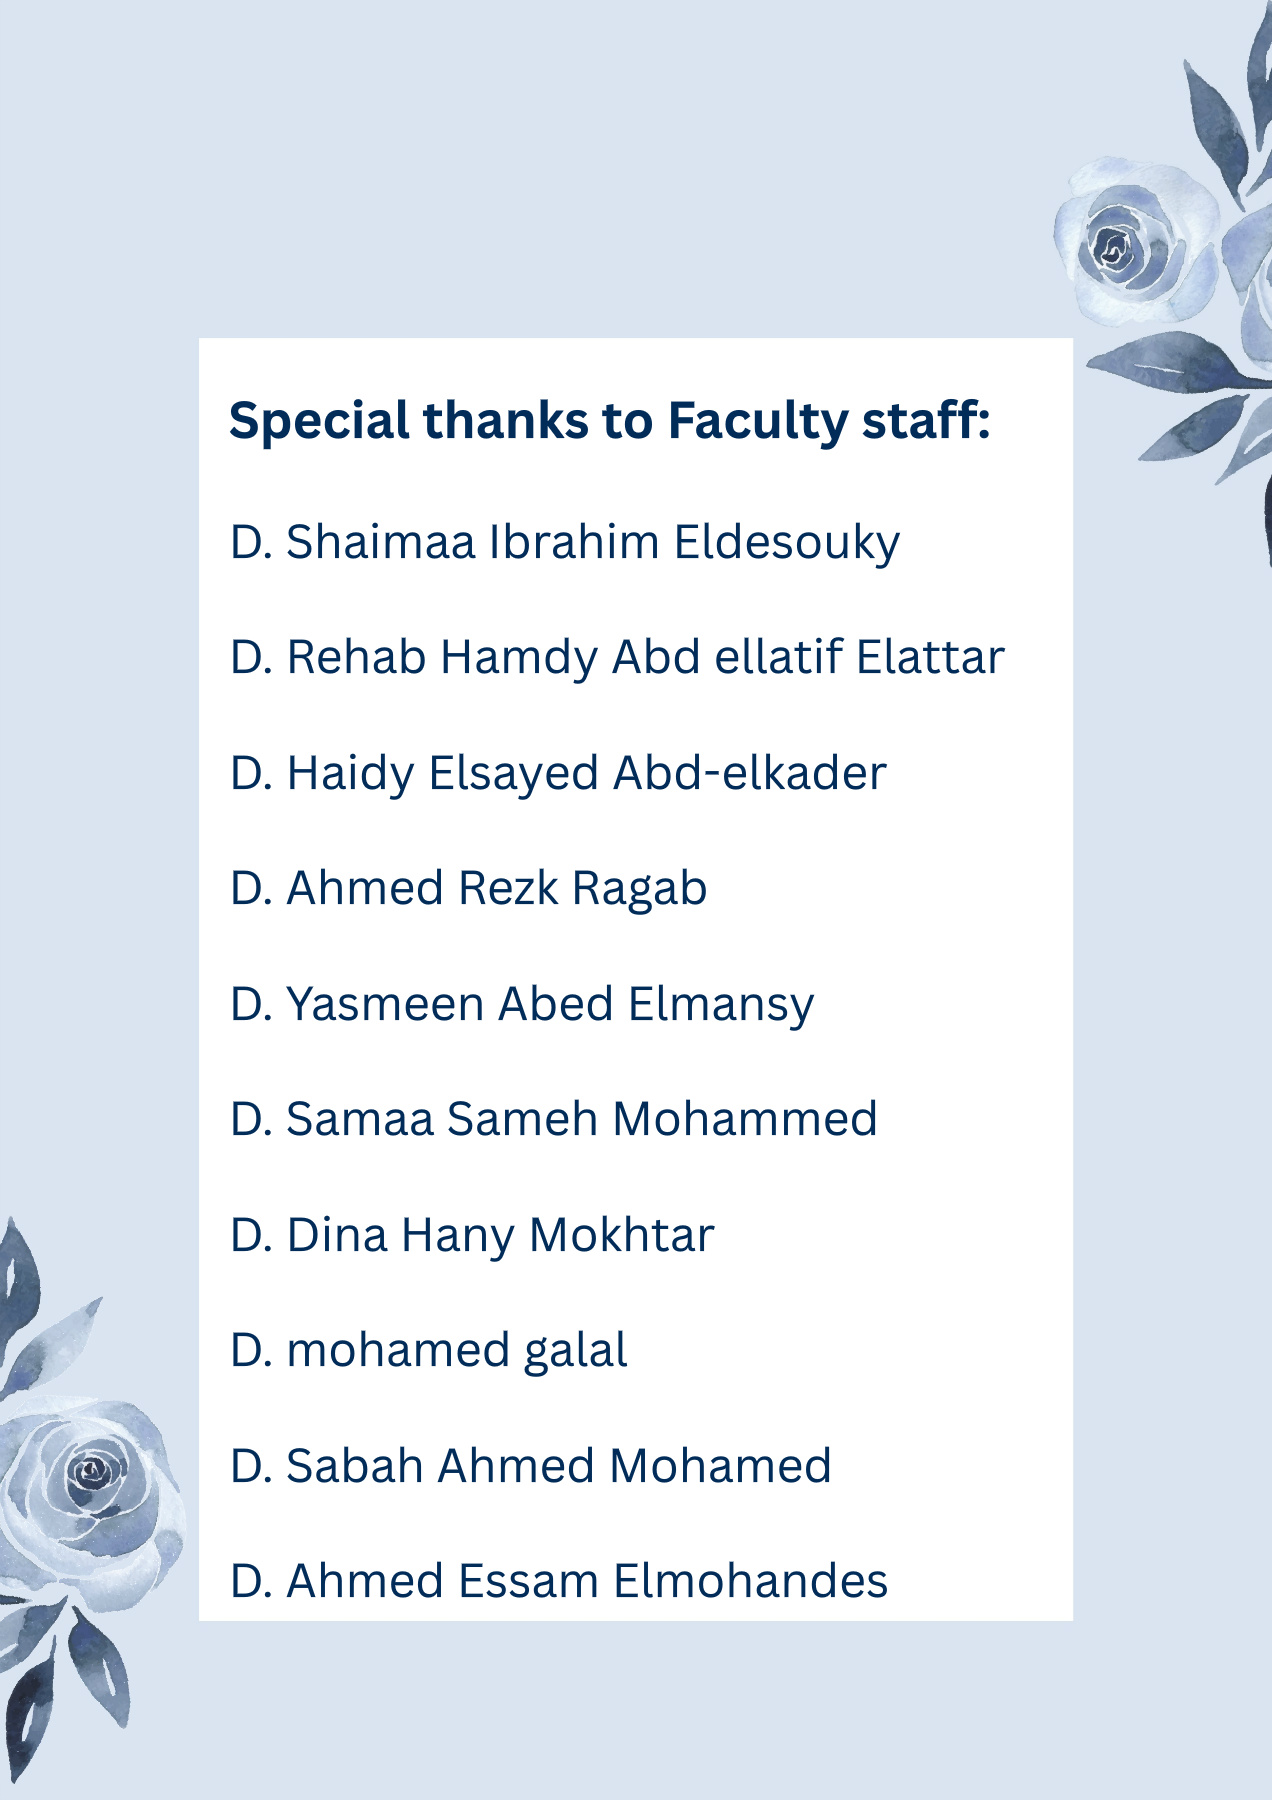 Special thanks to Faculty staff:
D. Shaimaa Ibrahim Eldesouky
D. Rehab Hamdy Abd ellatif Elattar
D. Haidy Elsayed Abd-elkader
D. Ahmed Rezk Ragab
D. Yasmeen Abed Elmansy
D. Samaa Sameh Mohammed
D. Dina Hany Mokhtar
D. mohamed galal
D. Sabah Ahmed Mohamed
D. Ahmed Essam Elmohandes